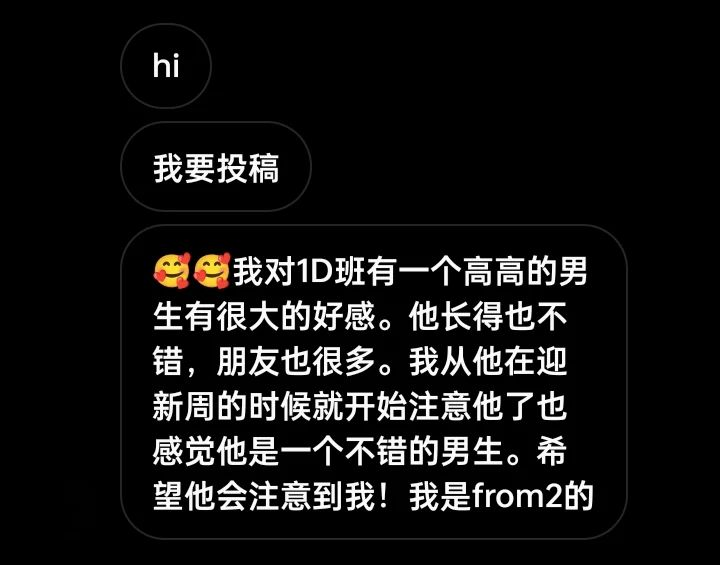 hi
我要投稿
🥰🥰我对1D班有一个高高的男
生有很大的好感。他长得也不
错，朋友也很多。我从他在迎
新周的时候就开始注意他了也
感觉他是一个不错的男生。希
望他会注意到我！我是from2的